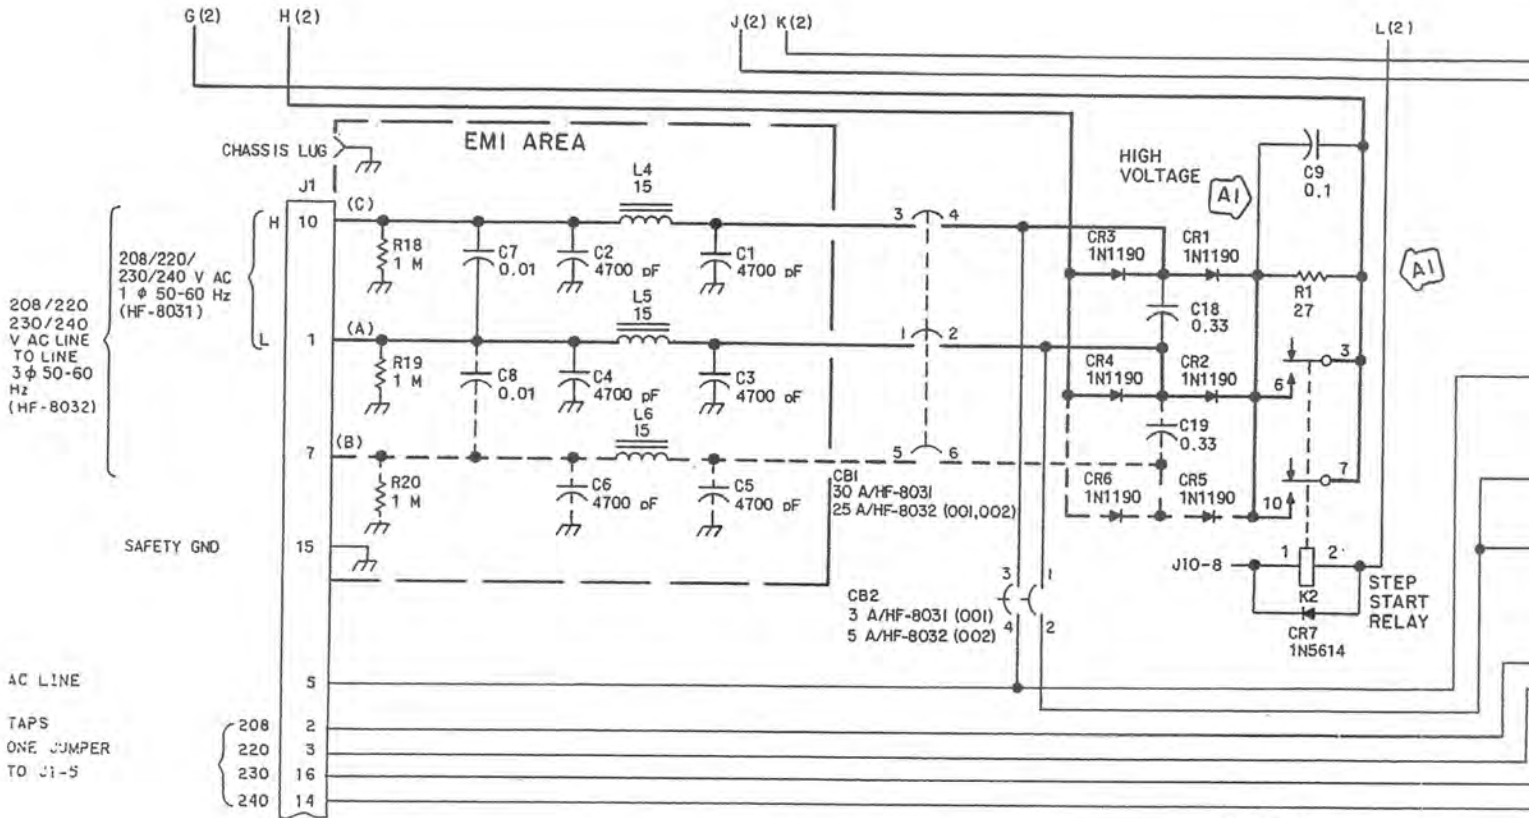 G(2)
H(2)
J(2) K(2)
L(2)
CHASSIS LUG
EMI AREA
J1
H
10
(C)
L
1
(A)
7
(B)
208/220/
230/240 V AC
1 ϕ 50-60 Hz
(HF-8031)
208/220
230/240
V AC LINE
TO LINE
3ϕ 50-60
Hz
(HF-8032)
R18
1 M
C7
0.01
C2
4700 pF
L4
15
C1
4700 pF
R19
1 M
C8
0.01
C4
4700 pF
L5
15
C3
4700 pF
R20
1 M
C6
4700 pF
L6
15
C5
4700 pF
SAFETY GND
15
3
4
1
2
5
6
CB1
30 A/HF-8031
25 A/HF-8032 (001,002)
CB2
3 A/HF-8031 (001)
5 A/HF-8032 (002)
3
1
4
2
HIGH
VOLTAGE
A1
C9
0.1
A1
CR3
1N1190
CR1
1N1190
R1
27
C18
0.33
CR4
1N1190
CR2
1N1190
6
3
C19
0.33
CR6
1N1190
CR5
1N1190
10
7
J10-8
1
2
K2
STEP
START
RELAY
CR7
1N5614
AC LINE
5
TAPS
ONE JUMPER
TO J1-5
208
2
220
3
230
16
240
14